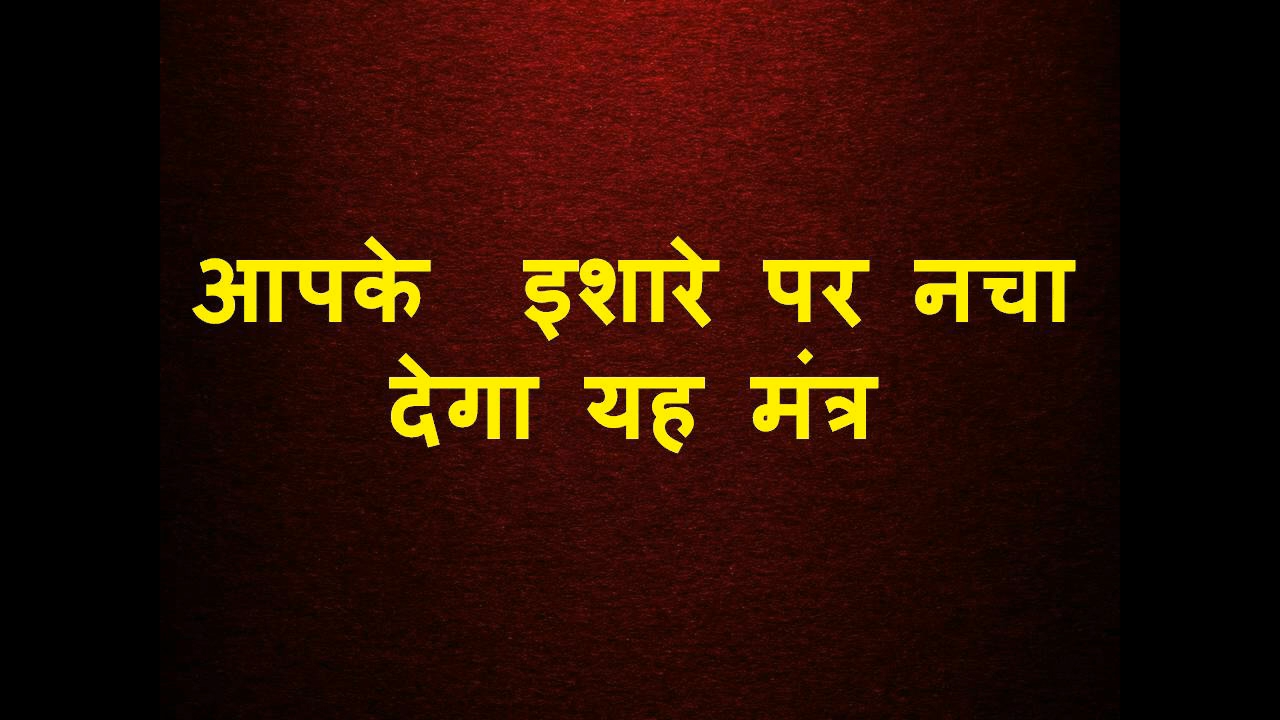 आपके इशारे पर नचा
देगा यह मंत्र